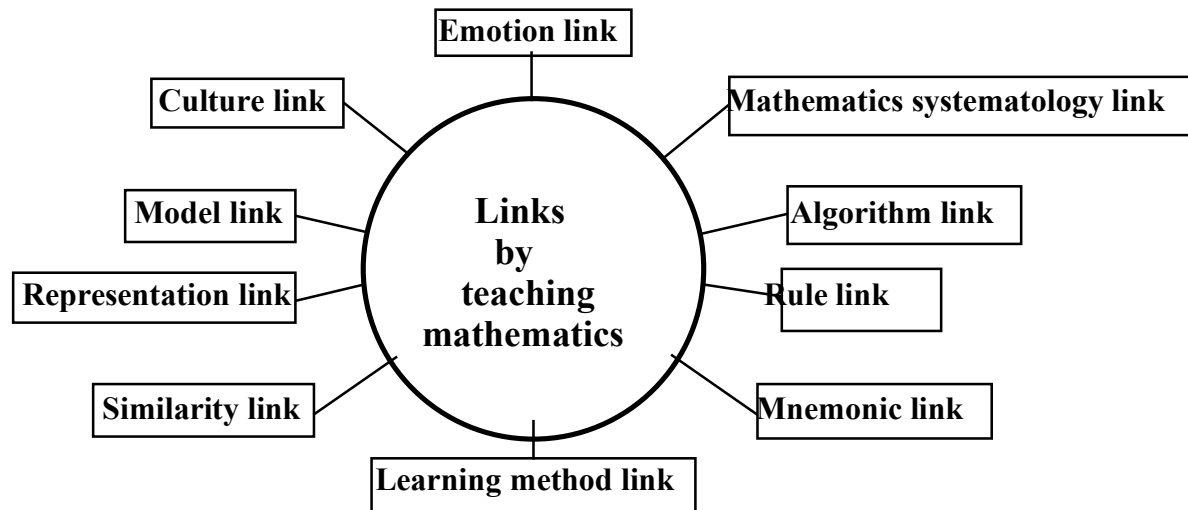 Emotion link
Culture link
Mathematics systematology link
Model link
Algorithm link
Links
by
teaching
mathematics
Representation link
Rule link
Similarity link
Mnemonic link
Learning method link